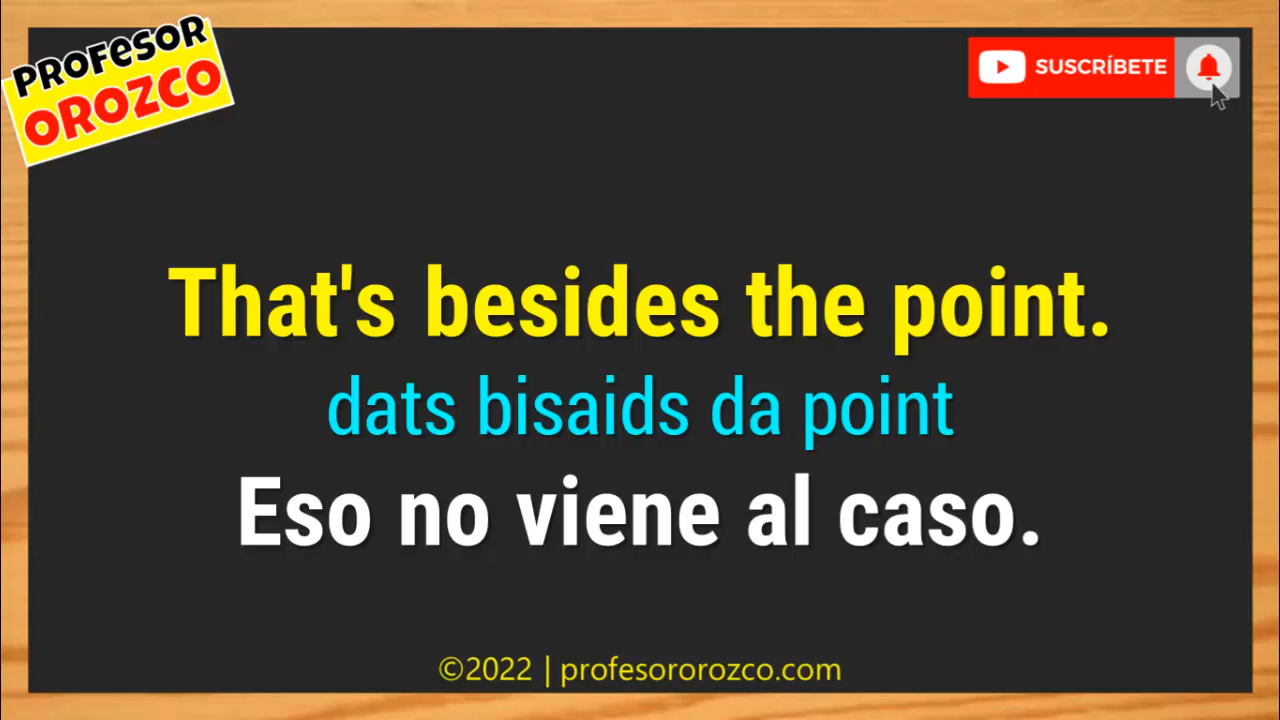 PROFESOR
OROZCO
SUSCRÍBETE
That's besides the point.
dats bisaids da point
Eso no viene al caso.
©2022 | profesororozco.com